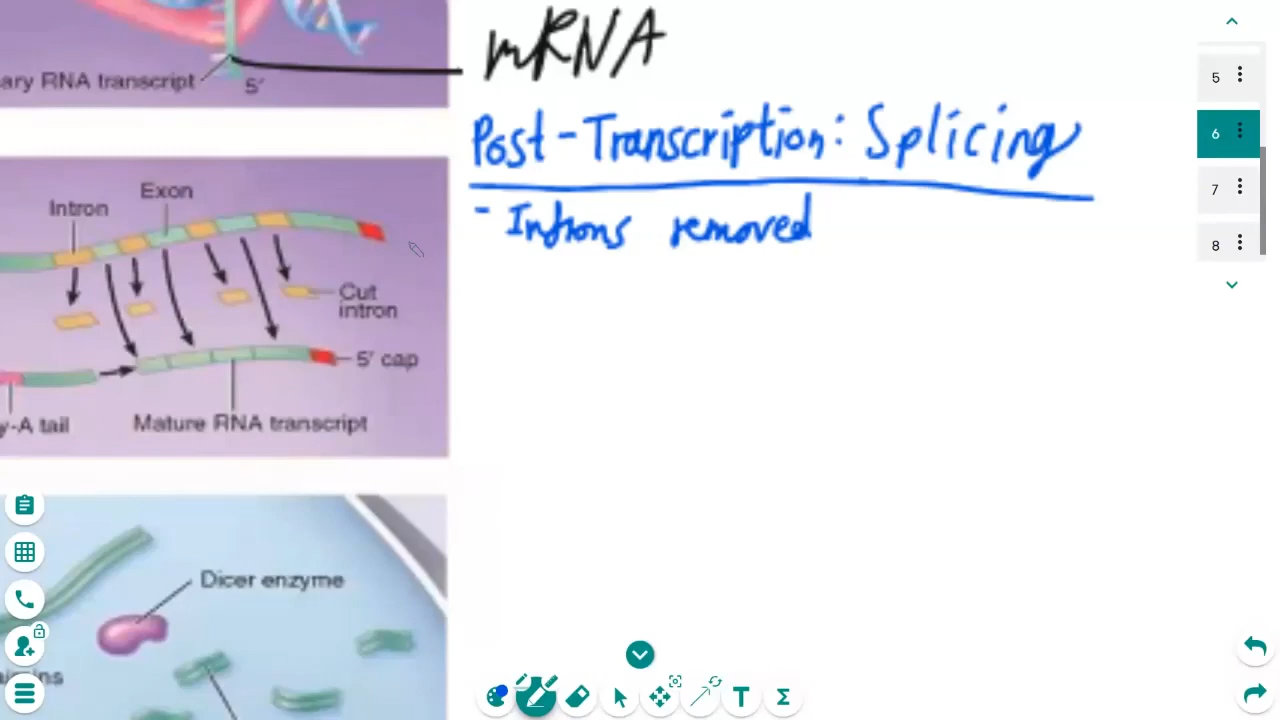 mRNA
ary RNA transcript
5'
Post-Transcription: Splicing
- Introns removed
Exon
Intron
Cut
intron
5' cap
y-A tail
Mature RNA transcript
Dicer enzyme
ins
5
6
7
8
T
Σ